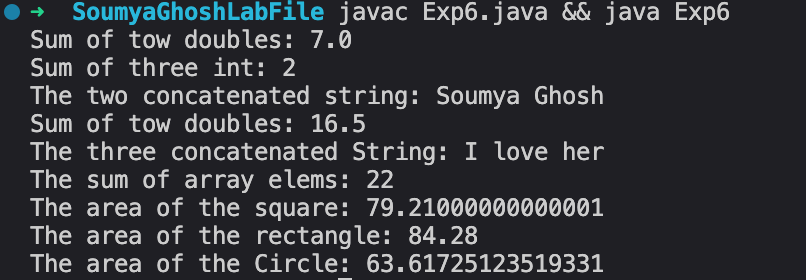 ➜ SoumyaGhoshLabFile javac Exp6.java && java Exp6
Sum of tow doubles: 7.0
Sum of three int: 2
The two concatenated string: Soumya Ghosh
Sum of tow doubles: 16.5
The three concatenated String: I love her
The sum of array elems: 22
The area of the square: 79.21000000000001
The area of the rectangle: 84.28
The area of the Circle: 63.61725123519331